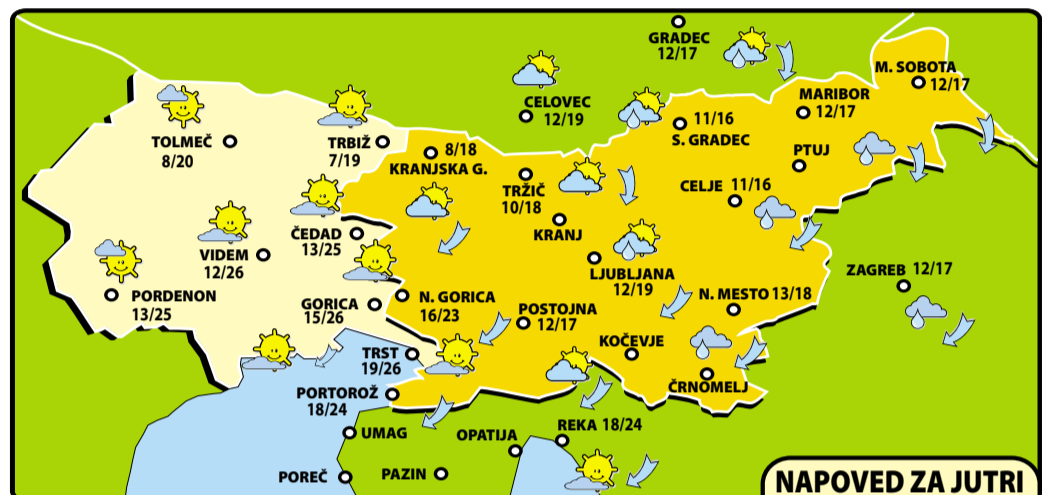 GRADEC
12/17
M. SOBOTA
12/17
MARIBOR
12/17
CELOVEC
12/19
11/16
S. GRADEC
TOLMEČ
8/20
TRBIŽ
7/19
8/18
KRANJSKA G.
PTUJ
TRŽIČ
10/18
CELJE 11/16
KRANJ
ČEDAD
13/25
VIDEM
12/26
LJUBLJANA
12/19
ZAGREB 12/17
PORDENON
13/25
GORICA
15/26
N. GORICA
16/23
N. MESTO 13/18
POSTOJNA
12/17
KOČEVJE
TRST
19/26
ČRNOMELJ
PORTOROŽ
18/24
UMAG
OPATIJA
REKA 18/24
POREČ
PAZIN
NAPOVED ZA JUTRI